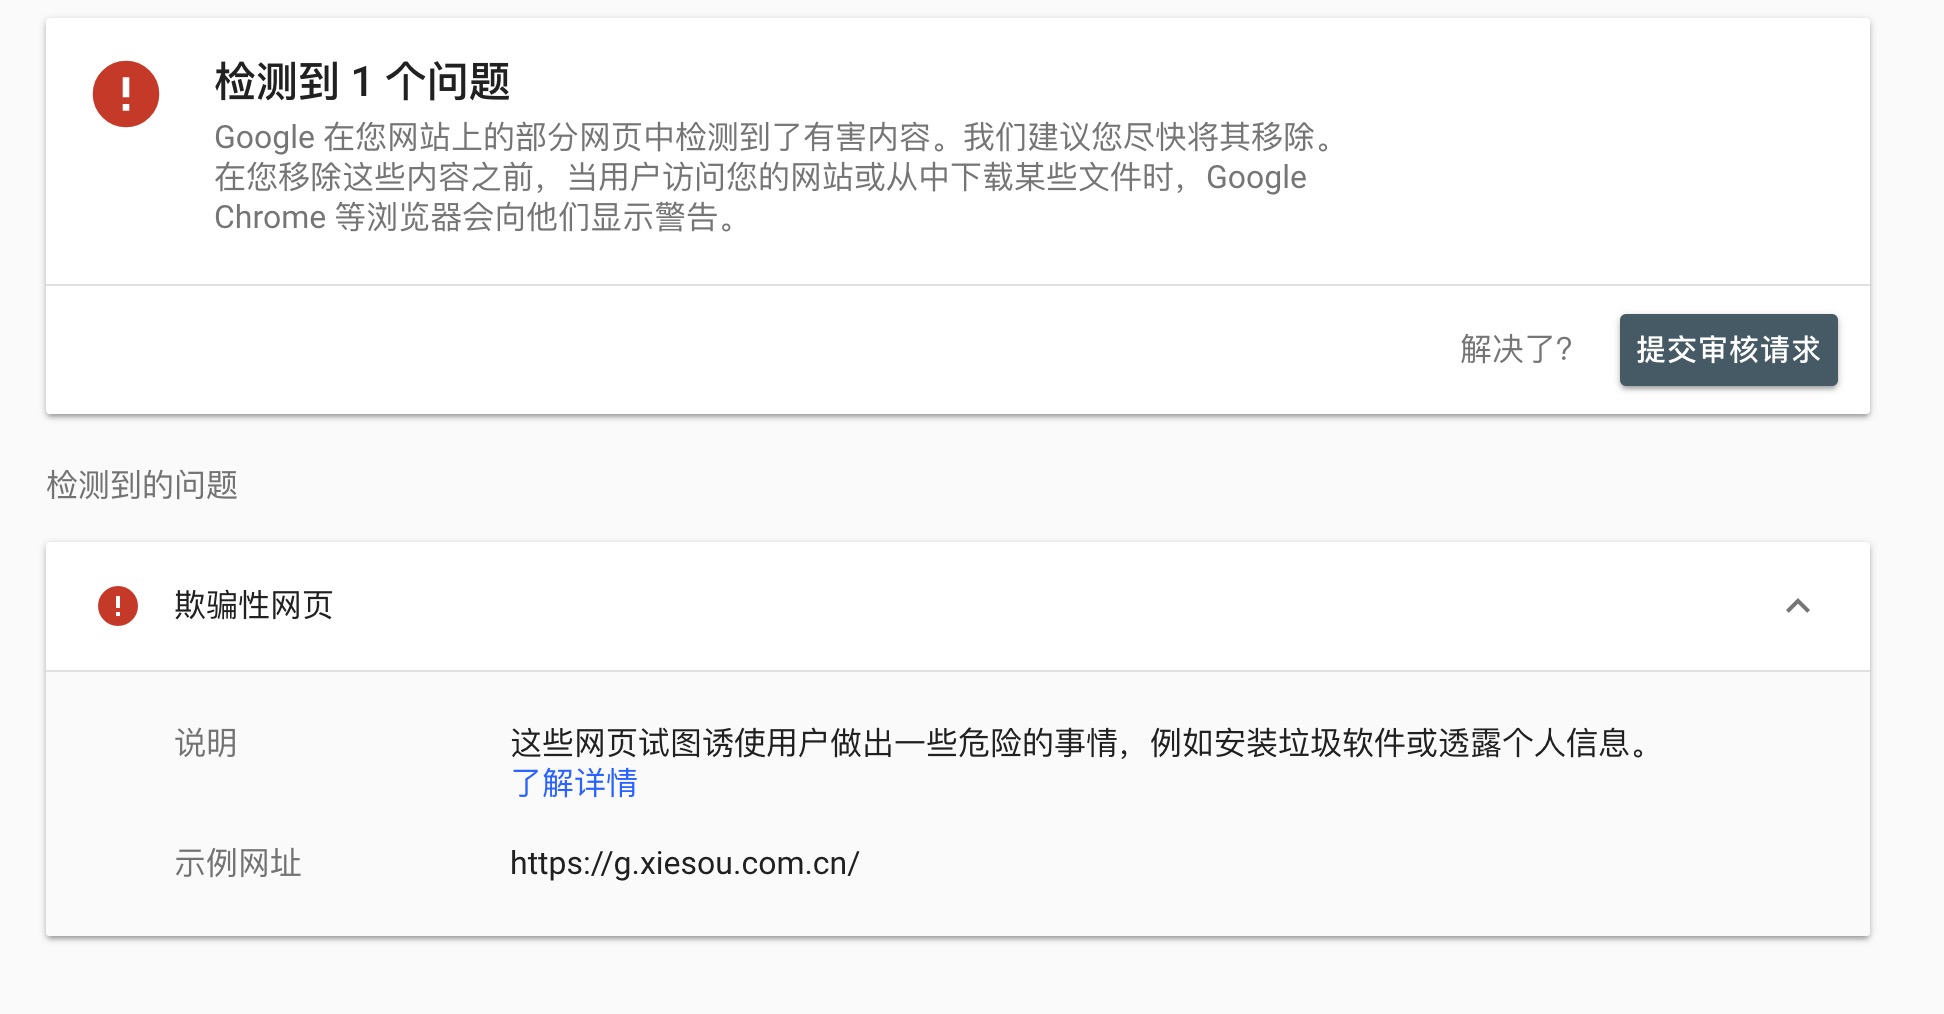 检测到 1 个问题
Google 在您网站上的部分网页中检测到了有害内容。我们建议您尽快将其移除。
在您移除这些内容之前，当用户访问您的网站或从中下载某些文件时，Google
Chrome 等浏览器会向他们显示警告。
解决了?
提交审核请求
检测到的问题
欺骗性网页
说明
这些网页试图诱使用户做出一些危险的事情，例如安装垃圾软件或透露个人信息。
了解详情
示例网址
https://g.xiesou.com.cn/